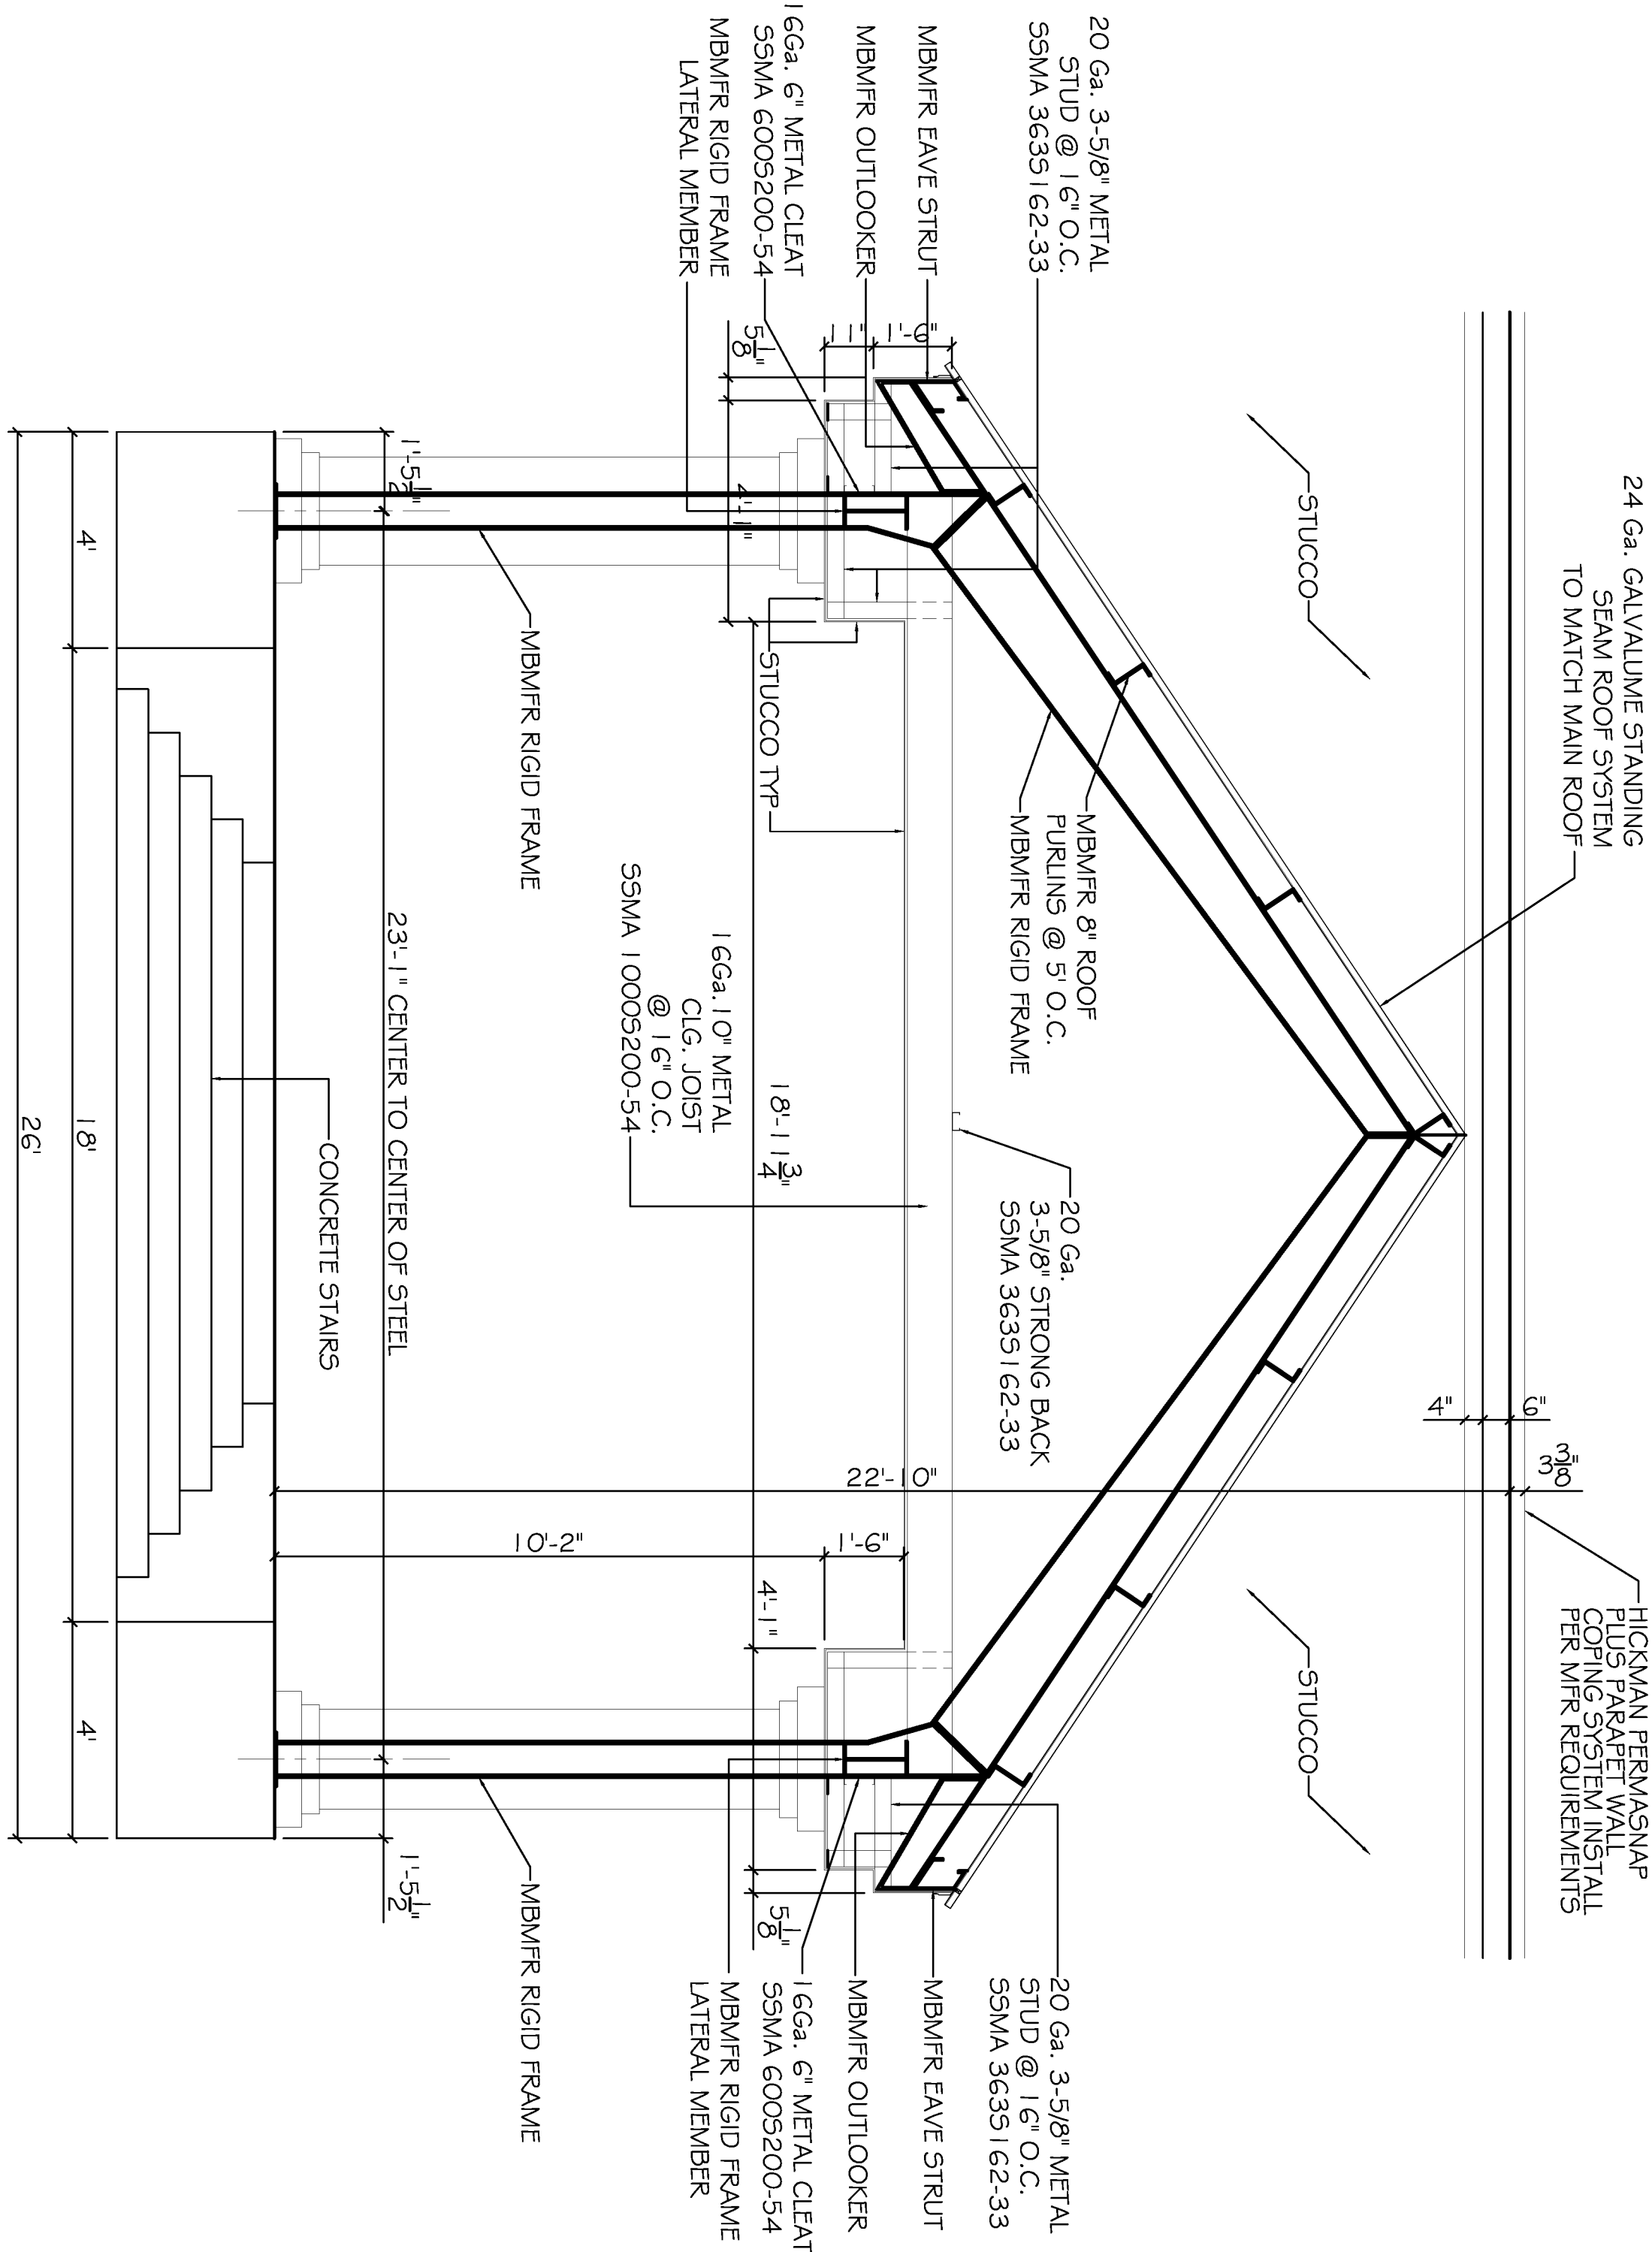 24 Ga. GALVALUME STANDING
SEAM ROOF SYSTEM
TO MATCH MAIN ROOF
HICKMAN PERMASNAP
PLUS PARAPET WALL
COPING SYSTEM INSTALL
PER MFR REQUIREMENTS
6"
3 3/8"
4"
STUCCO
STUCCO
20 Ga. 3-5/8" METAL
STUD @ 16" O.C.
SSMA 363S162-33
MBMFR EAVE STRUT
MBMFR OUTLOOKER
16Ga. 6" METAL CLEAT
SSMA 600S200-54
MBMFR RIGID FRAME
LATERAL MEMBER
1'-6"
11"
5 1/8"
4'-1"
MBMFR 8" ROOF
PURLINS @ 5' O.C.
MBMFR RIGID FRAME
20 Ga.
3-5/8" STRONG BACK
SSMA 363S162-33
STUCCO TYP
18'-11 3/4"
16Ga. 10" METAL
CLG. JOIST
@ 16" O.C.
SSMA 1000S200-54
22'-10"
10'-2"
1'-6"
4'-1"
5 1/8"
20 Ga. 3-5/8" METAL
STUD @ 16" O.C.
SSMA 363S162-33
MBMFR EAVE STRUT
MBMFR OUTLOOKER
16Ga. 6" METAL CLEAT
SSMA 600S200-54
MBMFR RIGID FRAME
LATERAL MEMBER
MBMFR RIGID FRAME
MBMFR RIGID FRAME
1'-5 1/2"
23'-1" CENTER TO CENTER OF STEEL
1'-5 1/2"
CONCRETE STAIRS
4'
18'
4'
26'